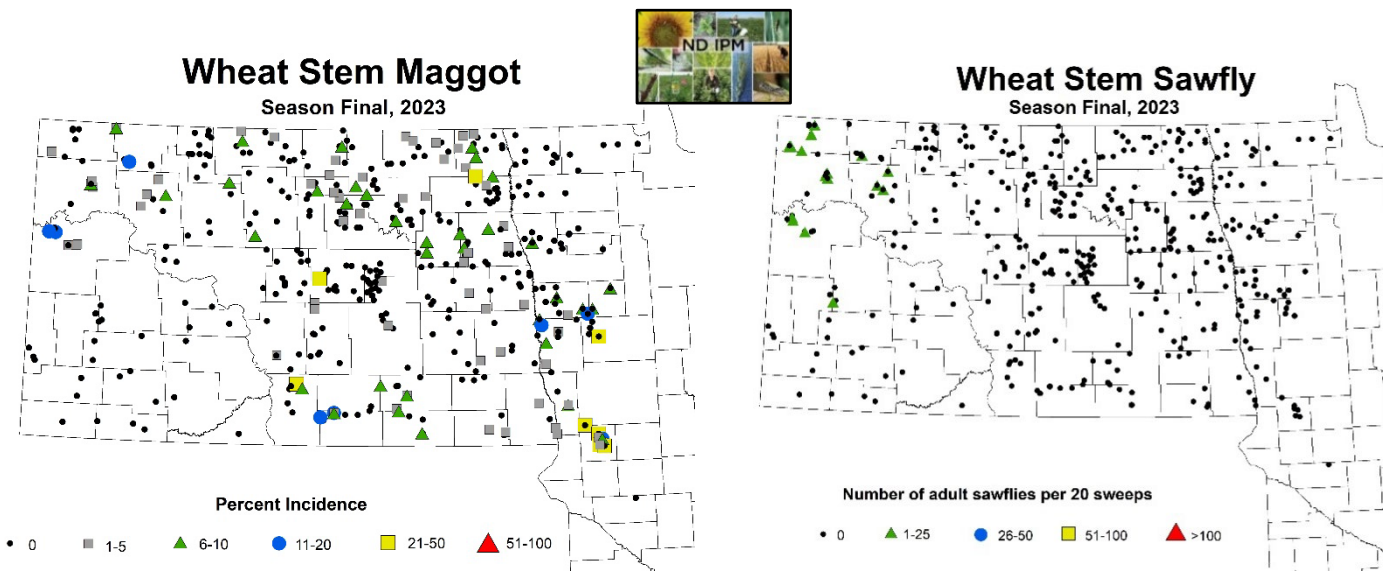 ND IPM
Wheat Stem Maggot
Season Final, 2023
Wheat Stem Sawfly
Season Final, 2023
Percent Incidence
0 1-5 6-10 11-20 21-50 51-100
Number of adult sawflies per 20 sweeps
0 1-25 26-50 51-100 >100